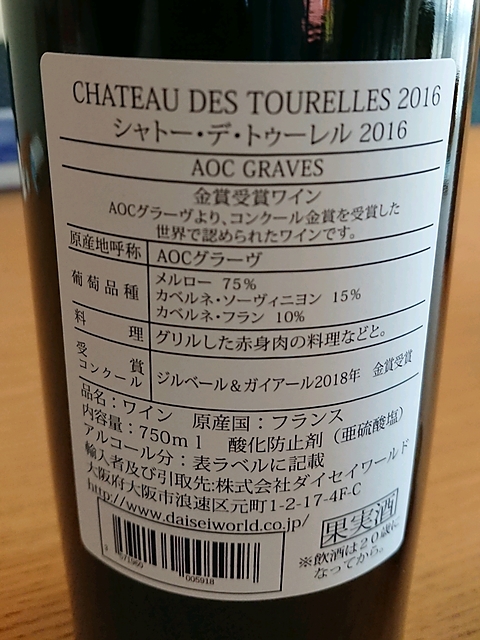 CHATEAU DES TOURELLES 2016
シャトー・デ・トゥーレル 2016
AOC GRAVES
金賞受賞ワイン
AOCグラーヴより、コンクール金賞を受賞した
世界で認められたワインです。
原産地呼称 AOCグラーヴ
葡萄品種 メルロー 75%
カベルネ・ソーヴィニヨン 15%
カベルネ・フラン 10%
料理 グリルした赤身肉の料理などと。
受賞
コンクール ジルベール&ガイアール2018年 金賞受賞
品名:ワイン 原産国:フランス
内容量:750ml 酸化防止剤(亜硫酸塩)
アルコール分:表ラベルに記載
輸入者及び引取先:株式会社ダイセイワールド
大阪府大阪市浪速区元町1-2-17-4F-C
http://www.daiseiworld.co.jp/
果実酒
※飲酒は20歳に
なってから。
005918